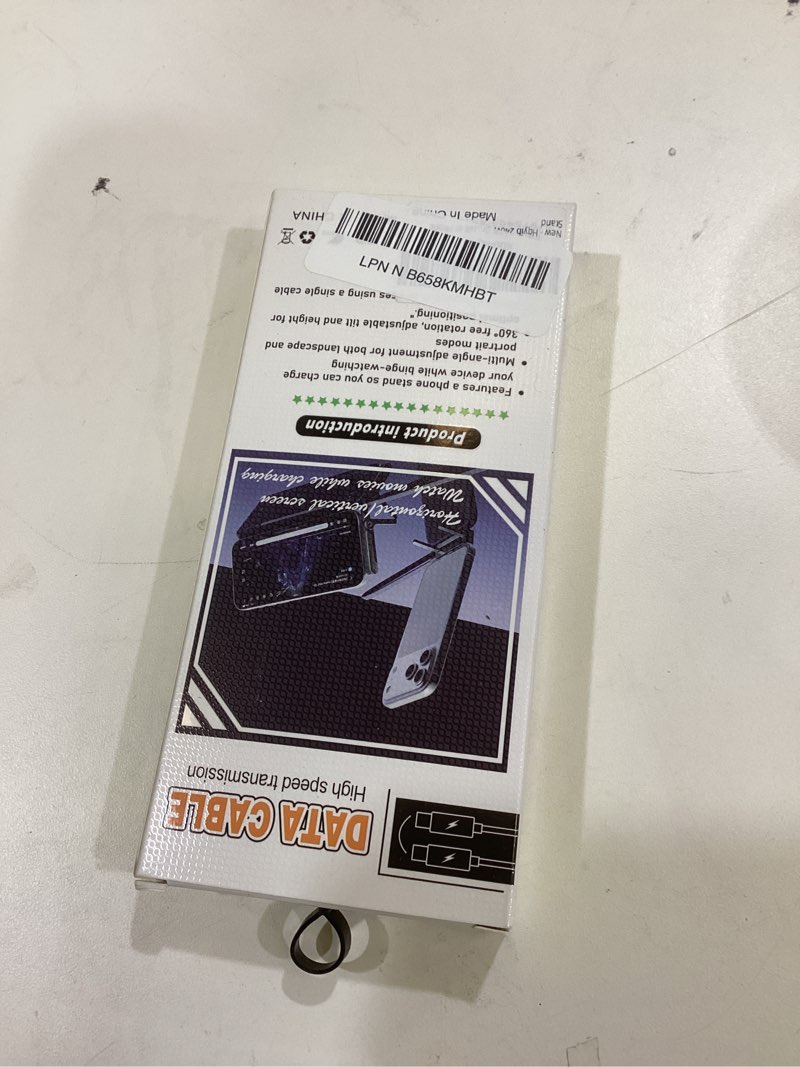 DATA CABLE
High speed transmission
Horizontal/vertical screen
Watch movies while charging
Product introduction
• Features a phone stand so you can charge
your device while binge-watching
• Multi-angle adjustment for both landscape and
portrait modes
• 360° free rotation, adjustable tilt and height for
positioning."
using a single cable
LPN N B658KMHBT
New
Stand
Made In China
CHINA